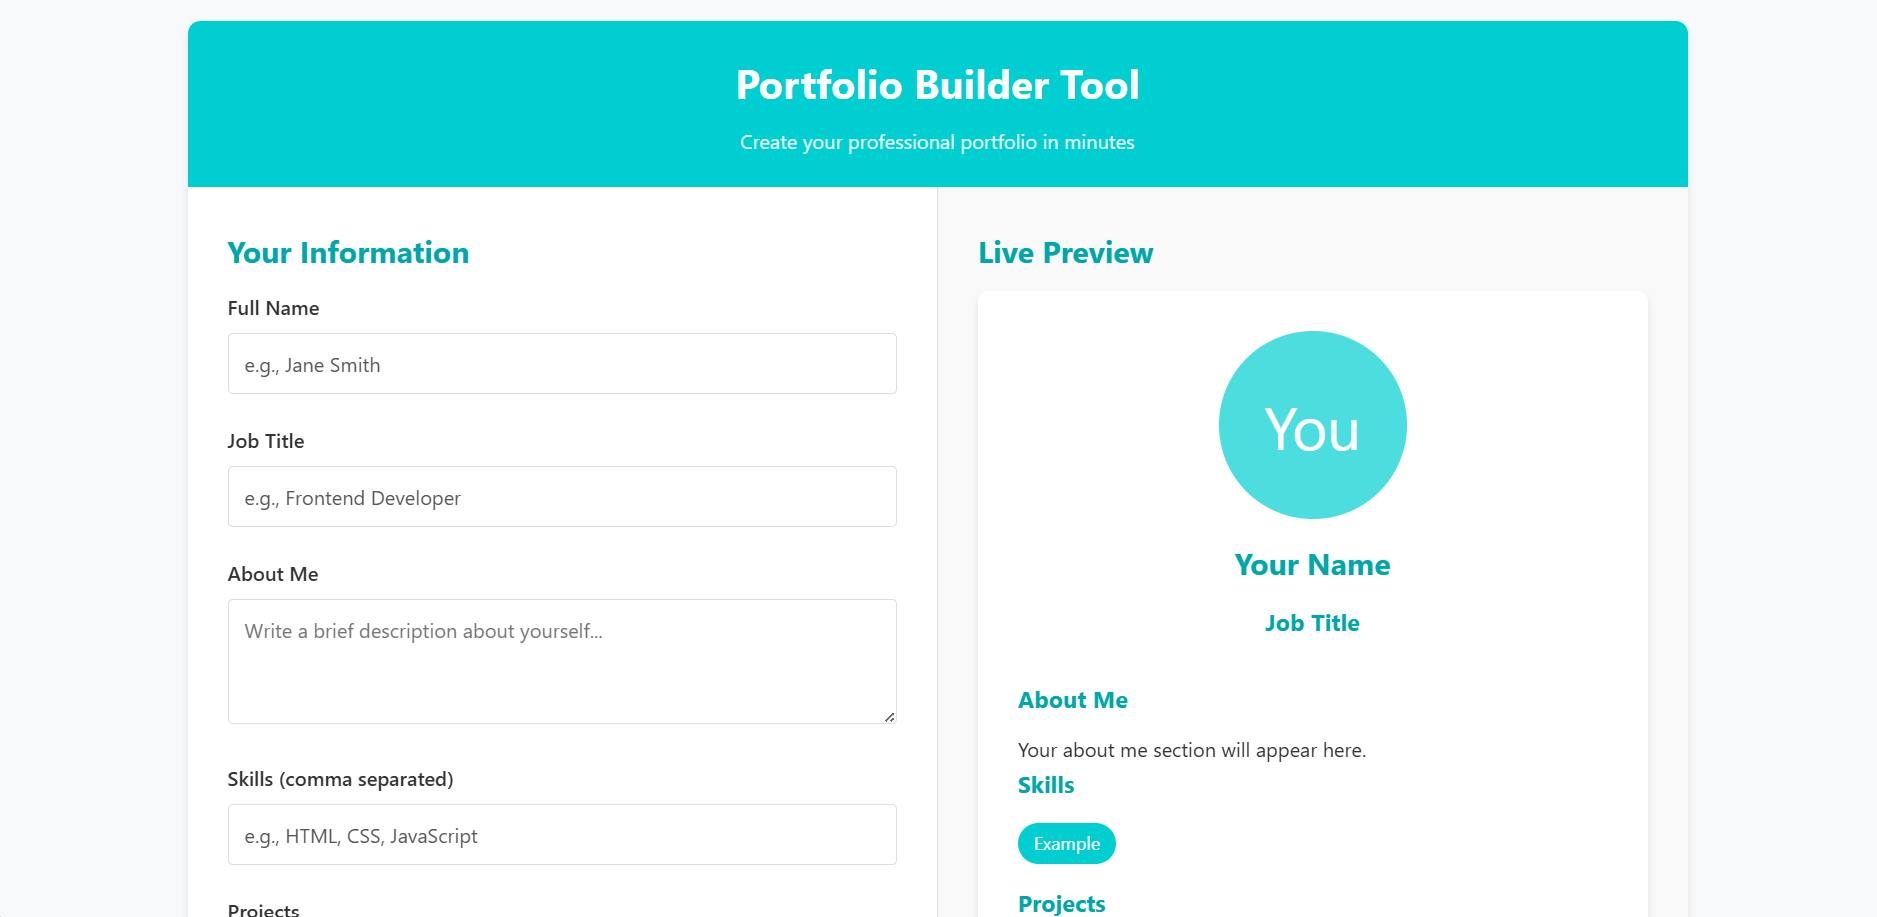 Portfolio Builder Tool
Create your professional portfolio in minutes
Your Information
Full Name
e.g., Jane Smith
Job Title
e.g., Frontend Developer
About Me
Write a brief description about yourself...
Skills (comma separated)
e.g., HTML, CSS, JavaScript
Projects
Live Preview
You
Your Name
Job Title
About Me
Your about me section will appear here.
Skills
Example
Projects